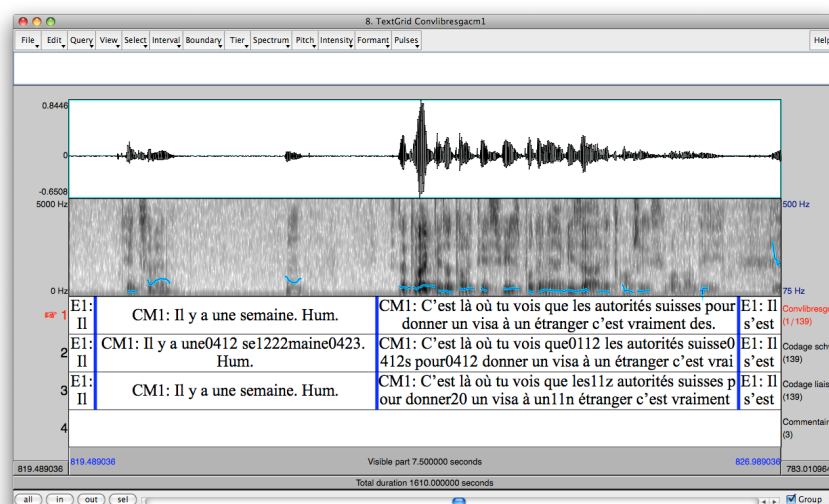 8. TextGrid Convlibresgacm1
File Edit Query View Select Interval Boundary Tier Spectrum Pitch Intensity Formant Pulses Help
0.8446
0
-0.6508
5000 Hz 500 Hz
0 Hz 75 Hz
1 E1: Il CM1: Il y a une semaine. Hum. CM1: C'est là où tu vois que les autorités suisses pour donner un visa à un étranger c'est vraiment des. E1: Il s'est Convlibresg (1/139)
2 E1: Il CM1: Il y a une0412 se1222maine0423. Hum. CM1: C'est là où tu vois que0112 les autorités suisse0412s pour0412 donner un visa à un étranger c'est vrai E1: Il s'est Codage sch (139)
3 E1: Il CM1: Il y a une semaine. Hum. CM1: C'est là où tu vois que les11z autorités suisses pour donner20 un visa à un11n étranger c'est vraiment E1: Il s'est Codage liais (139)
4 Commentair (3)
819.489036 826.989036
819.489036 Visible part 7.500000 seconds 783.010964
Total duration 1610.000000 seconds
all in out sel Group